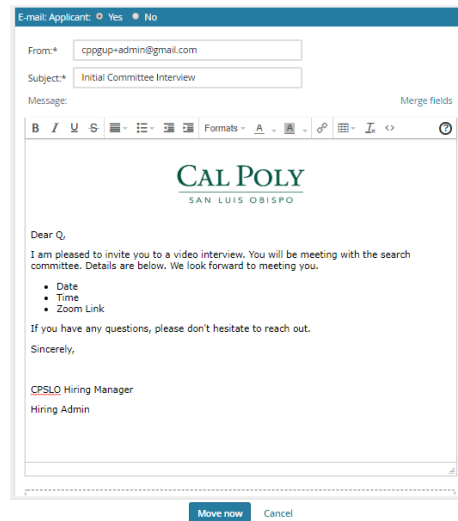 E-mail: Applicant: Yes No
From:* cppgup+admin@gmail.com
Subject:* Initial Committee Interview
Message: Merge fields
B I U S Formats A A
CAL POLY
SAN LUIS OBISPO
Dear Q,
I am pleased to invite you to a video interview. You will be meeting with the search
committee. Details are below. We look forward to meeting you.
Date
Time
Zoom Link
If you have any questions, please don't hesitate to reach out.
Sincerely,
CPSLO Hiring Manager
Hiring Admin
Move now Cancel